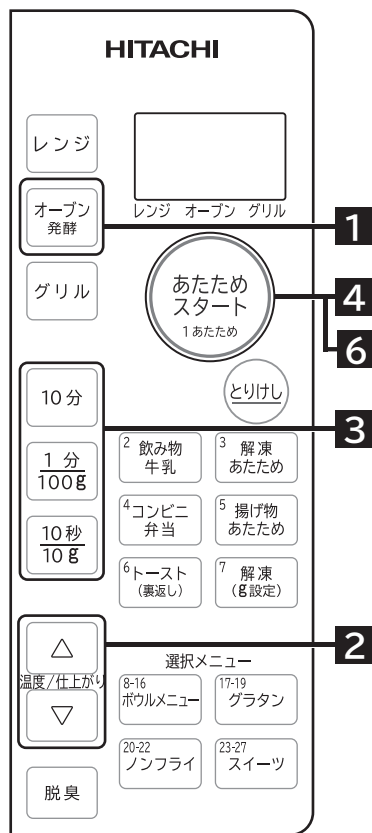 HITACHI
レンジ
オーブン
発酵
グリル
レンジ オーブン グリル
1
あたため
スタート
1あたため
4
6
とりけし
10分
1分
100g
10秒
10g
3
2 飲み物
牛乳
3 解凍
あたため
4 コンビニ
弁当
5 揚げ物
あたため
6 トースト
(裏返し)
7 解凍
(g設定)
△
温度/仕上がり
▽
2
選択メニュー
8-16
ボウルメニュー
17-19
グラタン
20-22
ノンフライ
23-27
スイーツ
脱臭